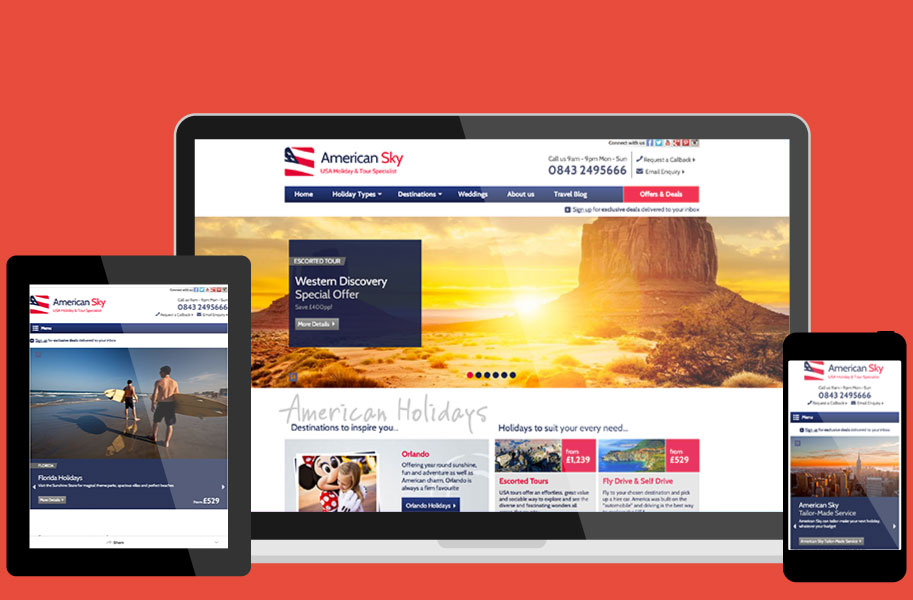 Connect with us
American Sky
USA Holiday & Tour Specialist
Call us 9am - 9pm Mon - Sun
0843 2495666
Request a Callback
Email Enquiry
Home
Holiday Types
Destinations
Weddings
About us
Travel Blog
Offers & Deals
Sign up for exclusive deals delivered to your inbox
ESCORTED TOUR
Western Discovery
Special Offer
Save £400pp!
More Details
American Holidays
Destinations to inspire you...
Holidays to suit your every need...
Orlando
Offering year round sunshine,
fun and adventure as well as
American charm, Orlando is
always a firm favourite
Orlando Holidays
from
£1,239
Escorted Tours
USA tours offer an effortless, great value
and sociable way to explore and see the
diverse and fascinating wonders all
from
£529
Fly Drive & Self Drive
Fly to your chosen destination and pick
up a hire car. America was built on the
"automobile" and driving is the best way
Connect with us
American Sky
USA Holiday & Tour Specialist
Call us 9am - 9pm Mon - Sun
0843 2495666
Request a Callback
Email Enquiry
Menu
Sign up for exclusive deals delivered to your inbox
FLORIDA
Florida Holidays
Visit the Sunshine State for magical theme parks, spacious villas and perfect beaches
More Details
From £529
Share
American Sky
USA Holiday & Tour Specialist
Call us 9am - 9pm Mon - Sun
0843 2495666
Request a Callback
Email Enquiry
Menu
Sign up for exclusive deals delivered to your inbox
American Sky
Tailor-Made Service
American Sky can tailor-make your next holiday,
whatever your budget
American Sky Tailor-Made Service